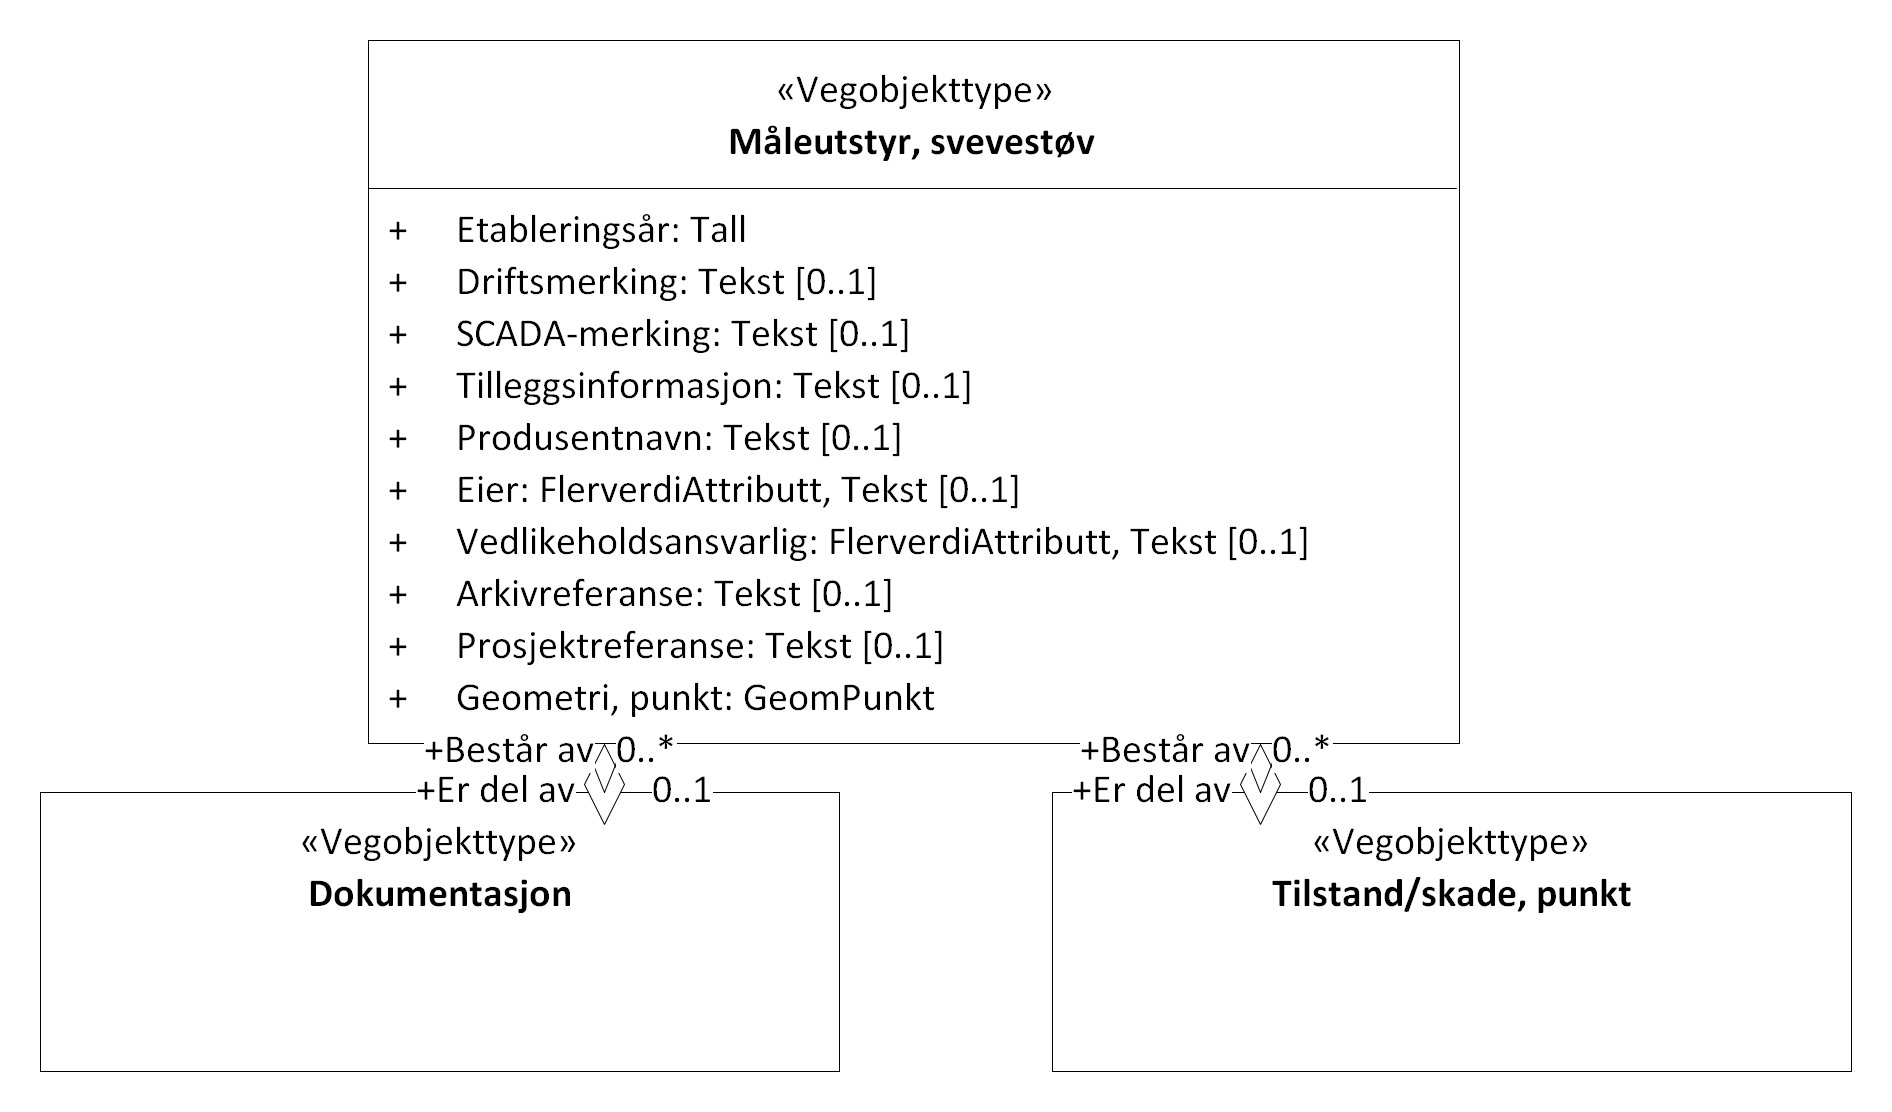 «Vegobjekttype»
Måleutstyr, svevestøv
+ Etableringsår: Tall
+ Driftsmerking: Tekst [0..1]
+ SCADA-merking: Tekst [0..1]
+ Tilleggsinformasjon: Tekst [0..1]
+ Produsentnavn: Tekst [0..1]
+ Eier: FlerverdiAttributt, Tekst [0..1]
+ Vedlikeholdsansvarlig: FlerverdiAttributt, Tekst [0..1]
+ Arkivreferanse: Tekst [0..1]
+ Prosjektreferanse: Tekst [0..1]
+ Geometri, punkt: GeomPunkt
+Består av 0..*
+Er del av 0..1
«Vegobjekttype»
Dokumentasjon
+Består av 0..*
+Er del av 0..1
«Vegobjekttype»
Tilstand/skade, punkt